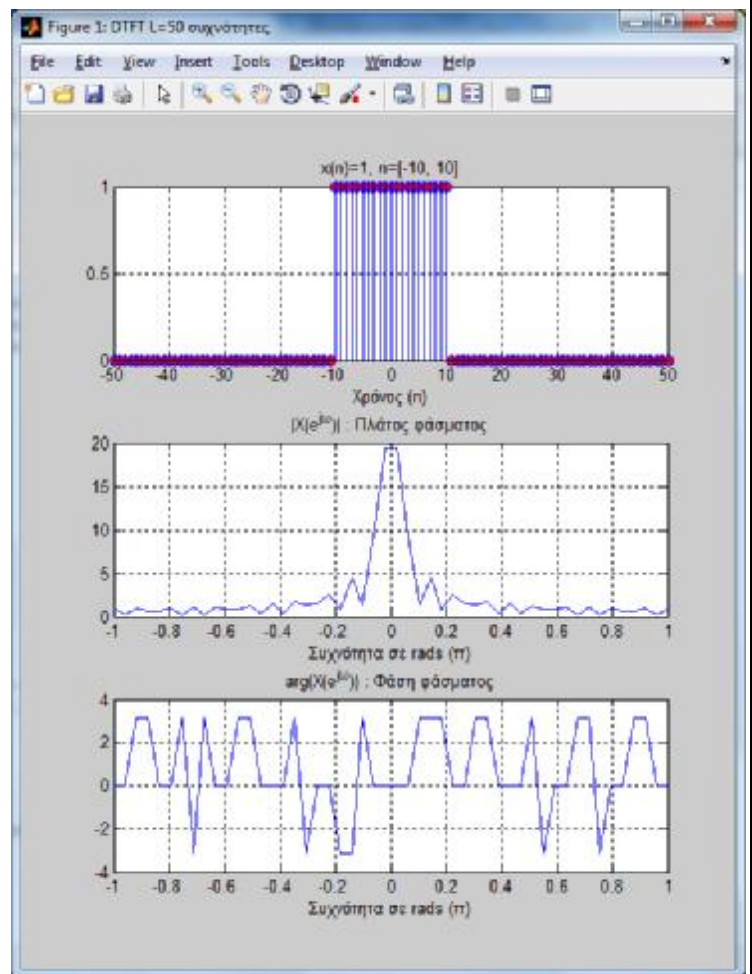 Figure 1: DTFT L=50 συχνότητες
File Edit View Insert Tools Desktop Window Help
x(n)=1, n=[-10, 10]
1
0.5
0
-50 -40 -30 -20 -10 0 10 20 30 40 50
Χρόνος (n)
|X(e^jω)| : Πλάτος φάσματος
20
15
10
5
0
-1 -0.8 -0.6 -0.4 -0.2 0 0.2 0.4 0.6 0.8 1
Συχνότητα σε rads (π)
arg(X(e^jω)) : Φάση φάσματος
4
2
0
-2
-4
-1 -0.8 -0.6 -0.4 -0.2 0 0.2 0.4 0.6 0.8 1
Συχνότητα σε rads (π)